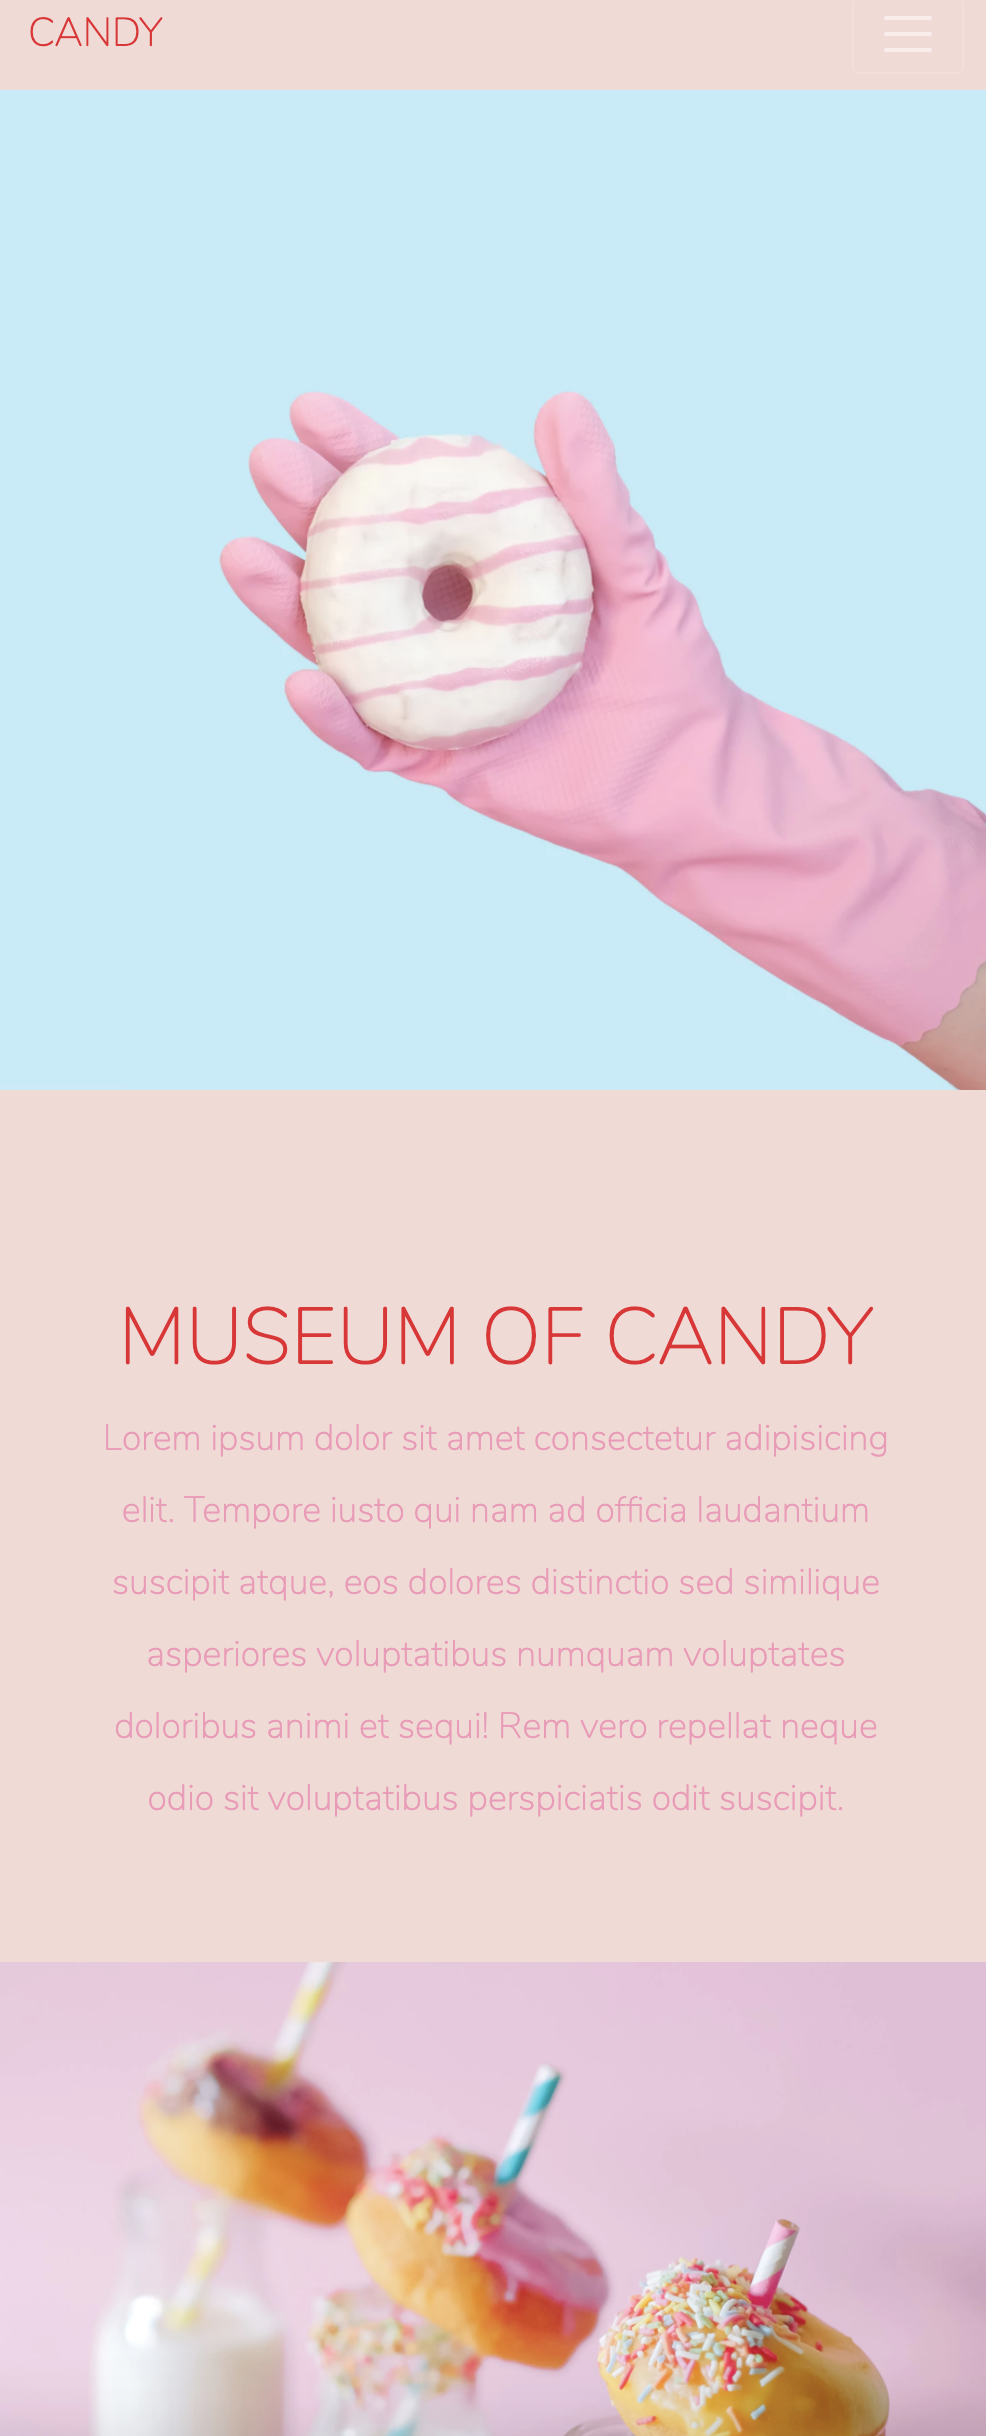 CANDY
MUSEUM OF CANDY
Lorem ipsum dolor sit amet consectetur adipisicing
elit. Tempore iusto qui nam ad officia laudantium
suscipit atque, eos dolores distinctio sed similique
asperiores voluptatibus numquam voluptates
doloribus animi et sequi! Rem vero repellat neque
odio sit voluptatibus perspiciatis odit suscipit.